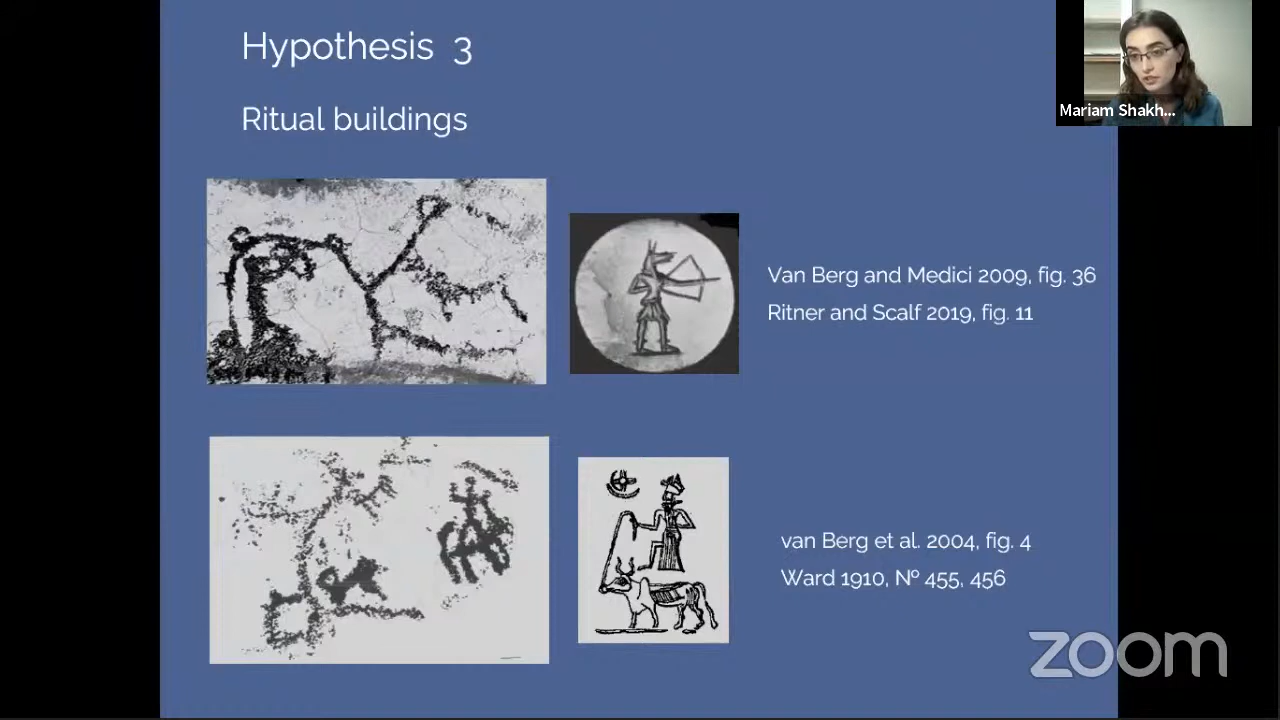 Hypothesis 3
Ritual buildings
Mariam Shakh...
Van Berg and Medici 2009, fig. 36
Ritner and Scalf 2019, fig. 11
van Berg et al. 2004, fig. 4
Ward 1910, Nº 455, 456
zoom